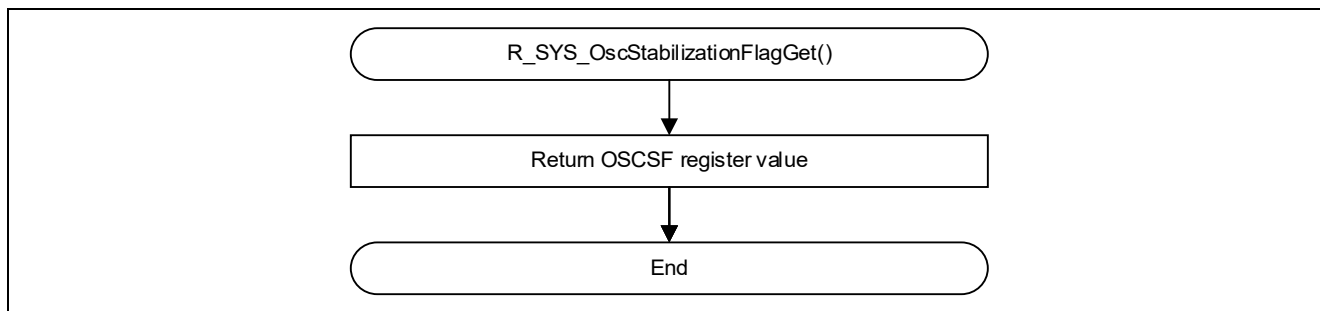 R_SYS_OscStabilizationFlagGet()
Return OSCSF register value
End